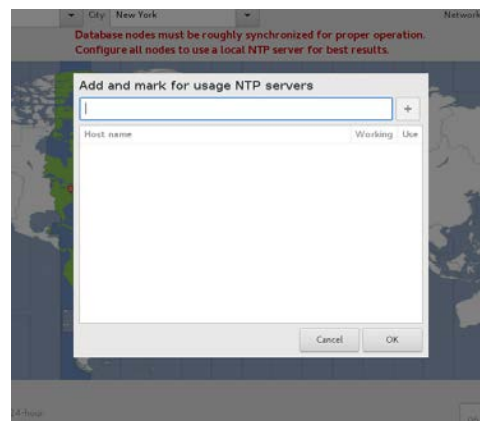 City New York Network
Database nodes must be roughly synchronized for proper operation.
Configure all nodes to use a local NTP server for best results.
Add and mark for usage NTP servers
+
Host name Working Use
Cancel OK
24-hour